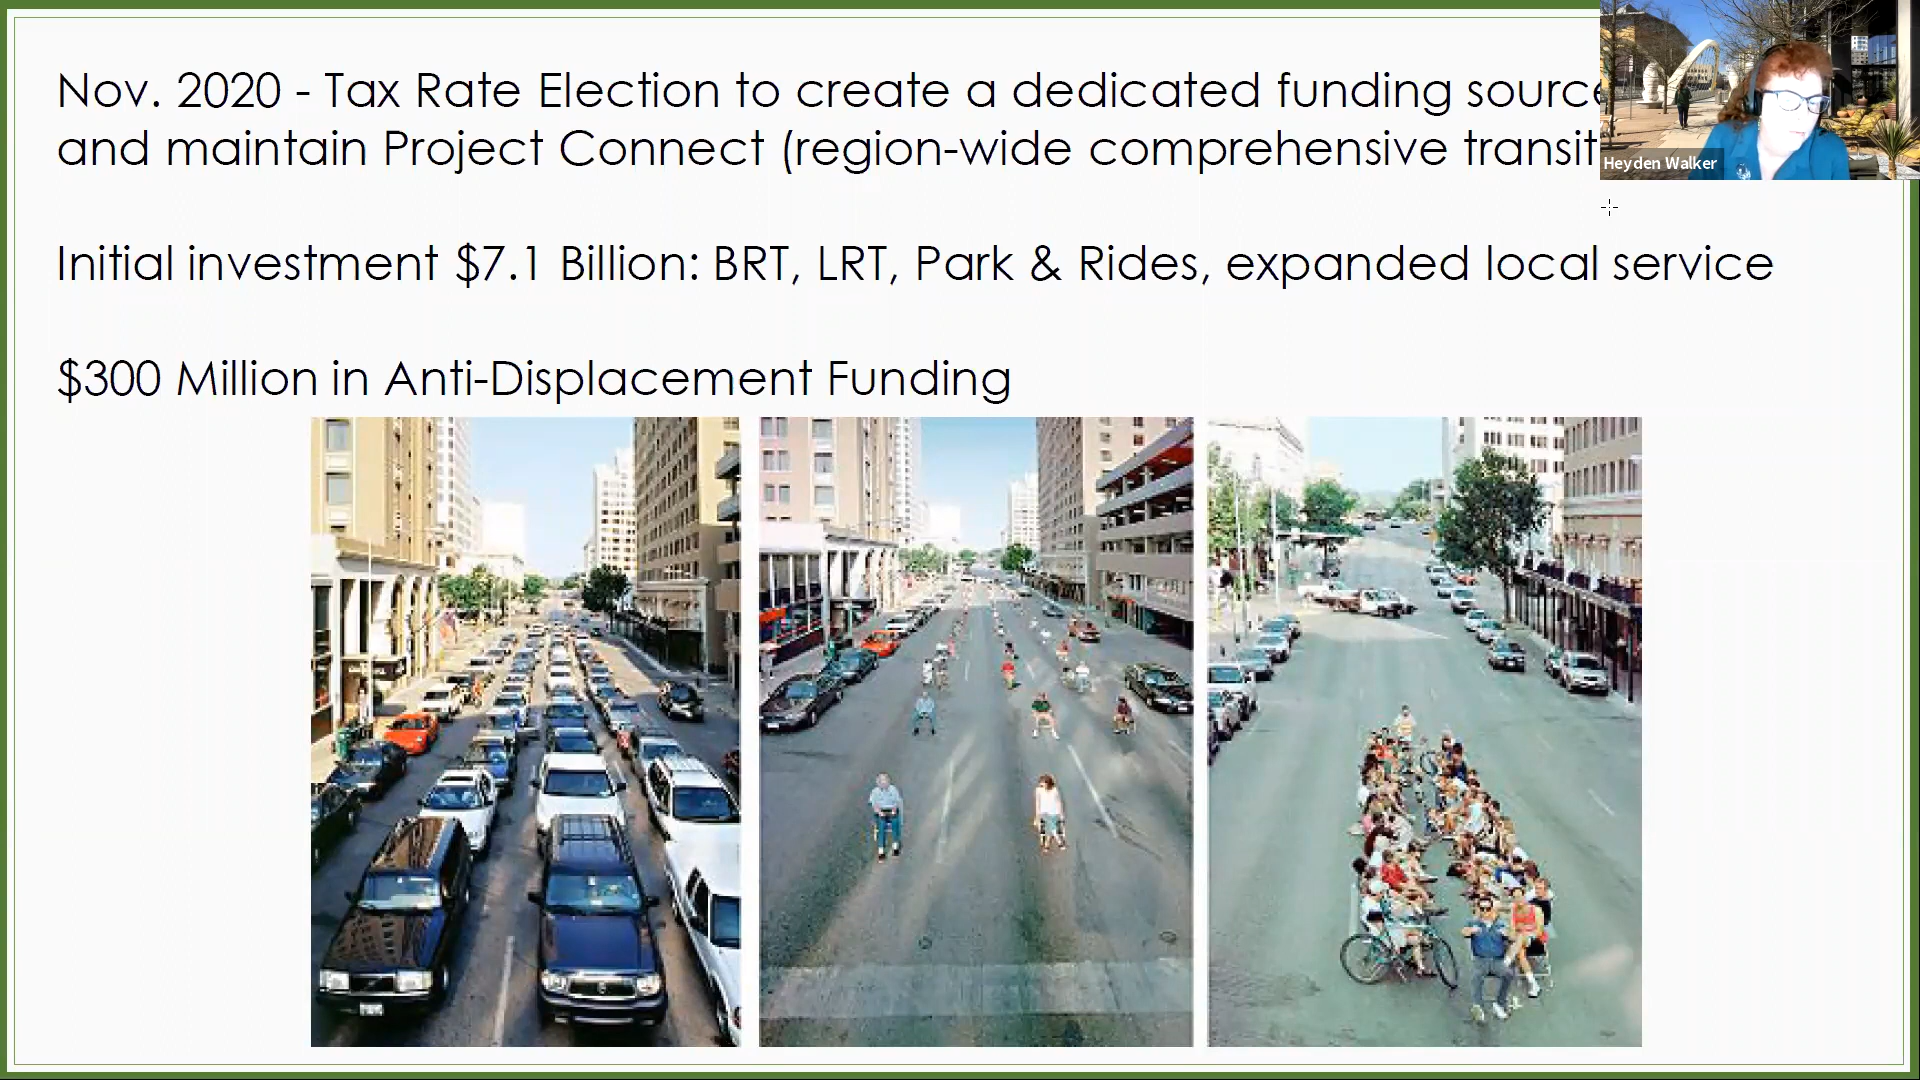 Nov. 2020 - Tax Rate Election to create a dedicated funding source
and maintain Project Connect (region-wide comprehensive transit
Heyden Walker
Initial investment $7.1 Billion: BRT, LRT, Park & Rides, expanded local service
$300 Million in Anti-Displacement Funding